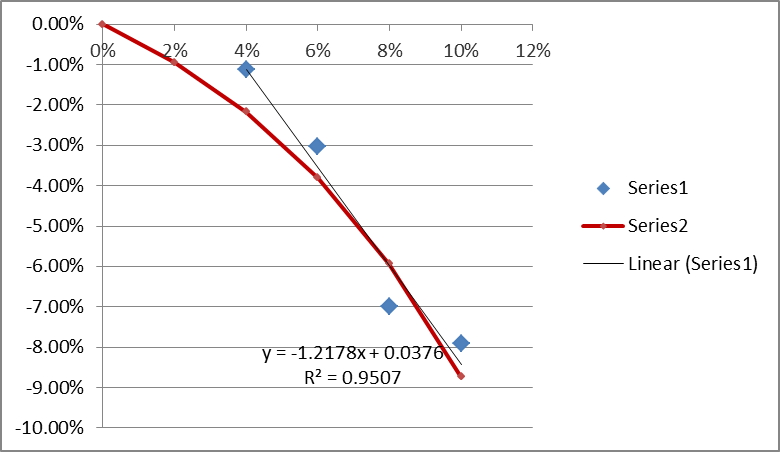 0.00%
0% 2% 4% 6% 8% 10% 12%
-1.00%
-2.00%
-3.00%
-4.00%
-5.00%
-6.00%
-7.00%
-8.00%
-9.00%
-10.00%
y = -1.2178x + 0.0376
R² = 0.9507
Series1
Series2
Linear (Series1)